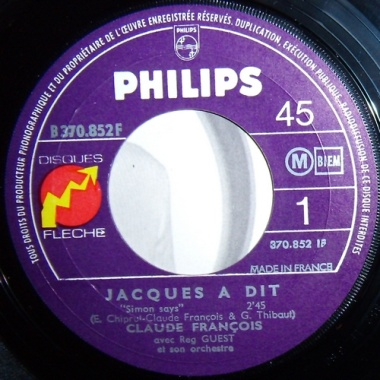 TOUS DROITS DU PRODUCTEUR PHONOGRAPHIQUE ET DU PROPRIÉTAIRE DE L'ŒUVRE ENREGISTRÉE RÉSERVÉS. DUPLICATION, EXÉCUTION PUBLIQUE, RADIODIFFUSION DE CE DISQUE INTERDITES
PHILIPS
PHILIPS
45
B 370.852 F
DISQUES
FLECHE
M BIEM
1
370.852 1F
MADE IN FRANCE
JACQUES A DIT
"Simon says" 2'45
(E. Chiprut-Claude François & G. Thibaut)
CLAUDE FRANÇOIS
avec Reg GUEST
et son orchestre